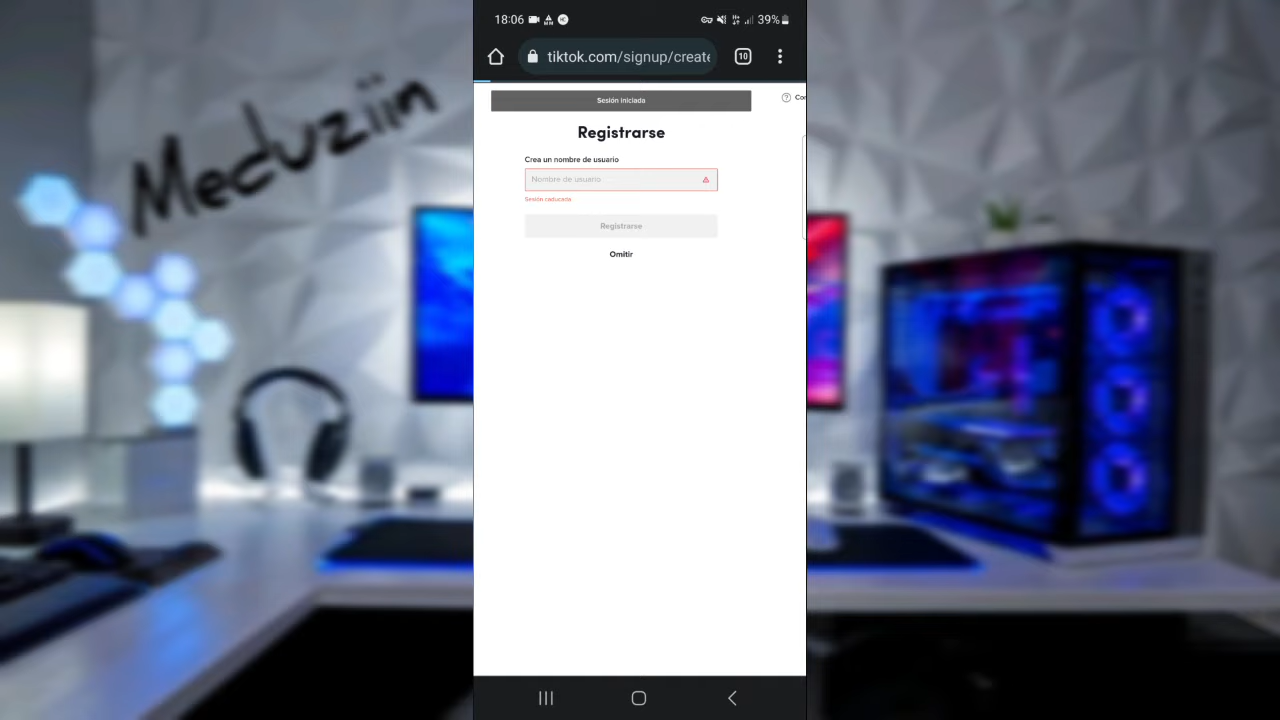 Meduziin
18:06
39%
tiktok.com/signup/create
10
Sesión iniciada
Con
Registrarse
Crea un nombre de usuario
Nombre de usuario
Sesión caducada
Registrarse
Omitir